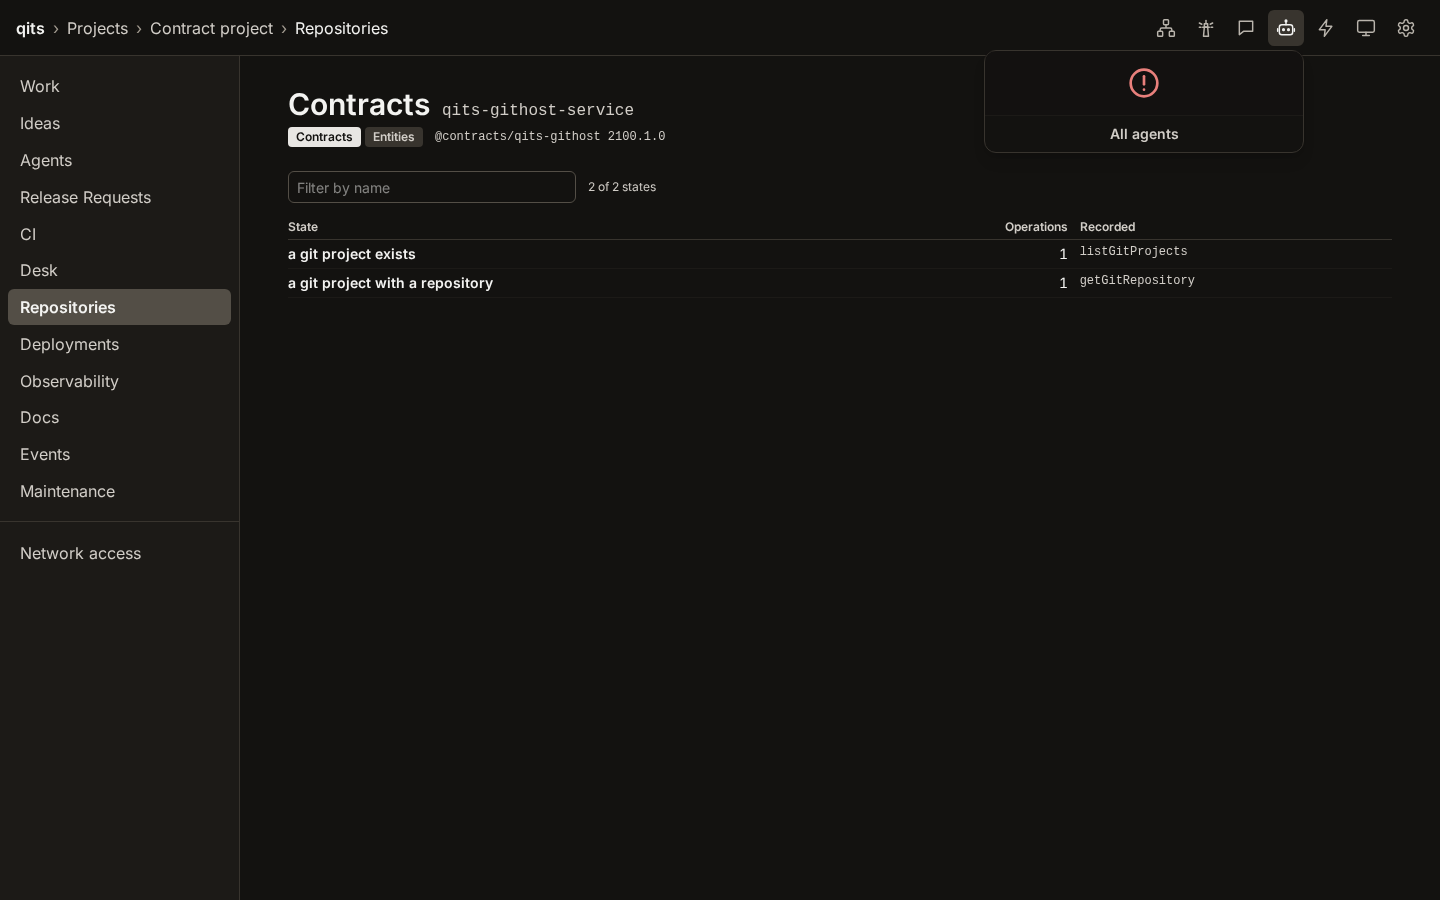 qits › Projects › Contract project › Repositories
All agents
Work
Ideas
Agents
Release Requests
CI
Desk
Repositories
Deployments
Observability
Docs
Events
Maintenance
Network access
Contracts qits-githost-service
Contracts Entities @contracts/qits-githost 2100.1.0
Filter by name 2 of 2 states
State Operations Recorded
a git project exists 1 listGitProjects
a git project with a repository 1 getGitRepository